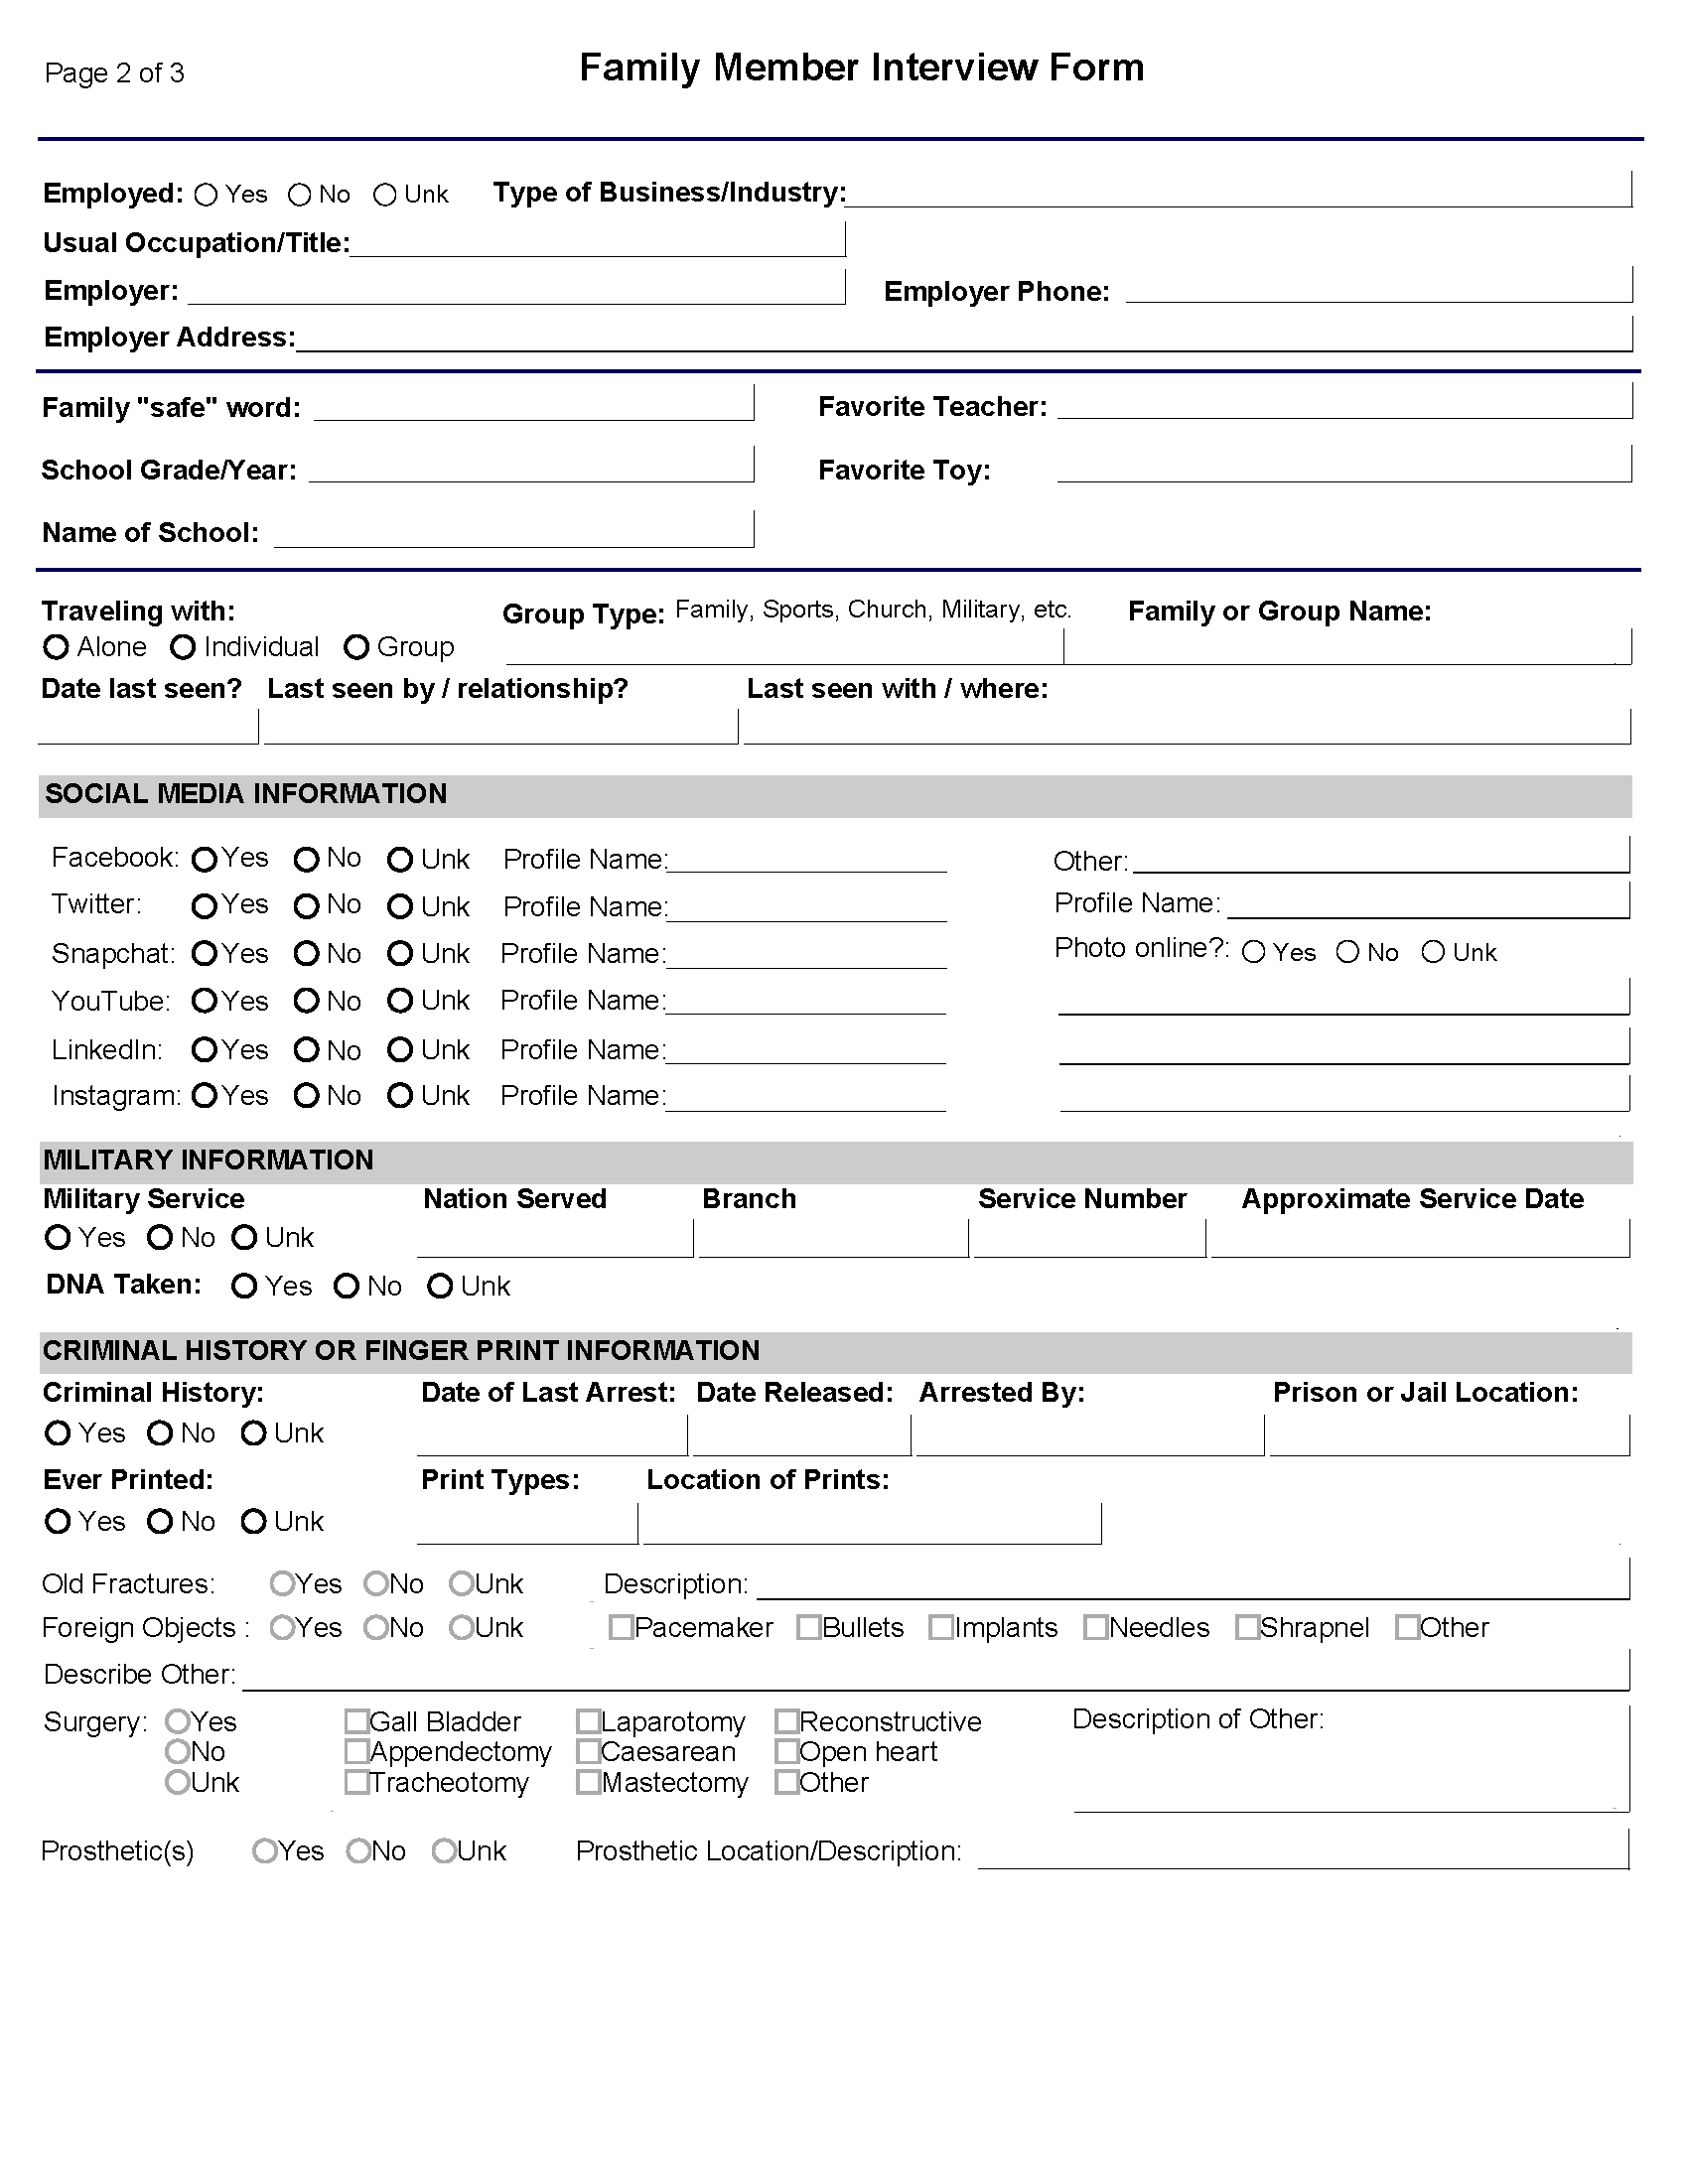 Page 2 of 3
Family Member Interview Form
Employed: Yes No Unk Type of Business/Industry:
Usual Occupation/Title:
Employer: Employer Phone:
Employer Address:
Family "safe" word: Favorite Teacher:
School Grade/Year: Favorite Toy:
Name of School:
Traveling with: Group Type: Family, Sports, Church, Military, etc. Family or Group Name:
Alone Individual Group
Date last seen? Last seen by / relationship? Last seen with / where:
SOCIAL MEDIA INFORMATION
Facebook: Yes No Unk Profile Name: Other:
Twitter: Yes No Unk Profile Name: Profile Name:
Snapchat: Yes No Unk Profile Name: Photo online?: Yes No Unk
YouTube: Yes No Unk Profile Name:
LinkedIn: Yes No Unk Profile Name:
Instagram: Yes No Unk Profile Name:
MILITARY INFORMATION
Military Service Nation Served Branch Service Number Approximate Service Date
Yes No Unk
DNA Taken: Yes No Unk
CRIMINAL HISTORY OR FINGER PRINT INFORMATION
Criminal History: Date of Last Arrest: Date Released: Arrested By: Prison or Jail Location:
Yes No Unk
Ever Printed: Print Types: Location of Prints:
Yes No Unk
Old Fractures: Yes No Unk Description:
Foreign Objects : Yes No Unk Pacemaker Bullets Implants Needles Shrapnel Other
Describe Other:
Surgery: Yes Gall Bladder Laparotomy Reconstructive Description of Other:
No Appendectomy Caesarean Open heart
Unk Tracheotomy Mastectomy Other
Prosthetic(s) Yes No Unk Prosthetic Location/Description: